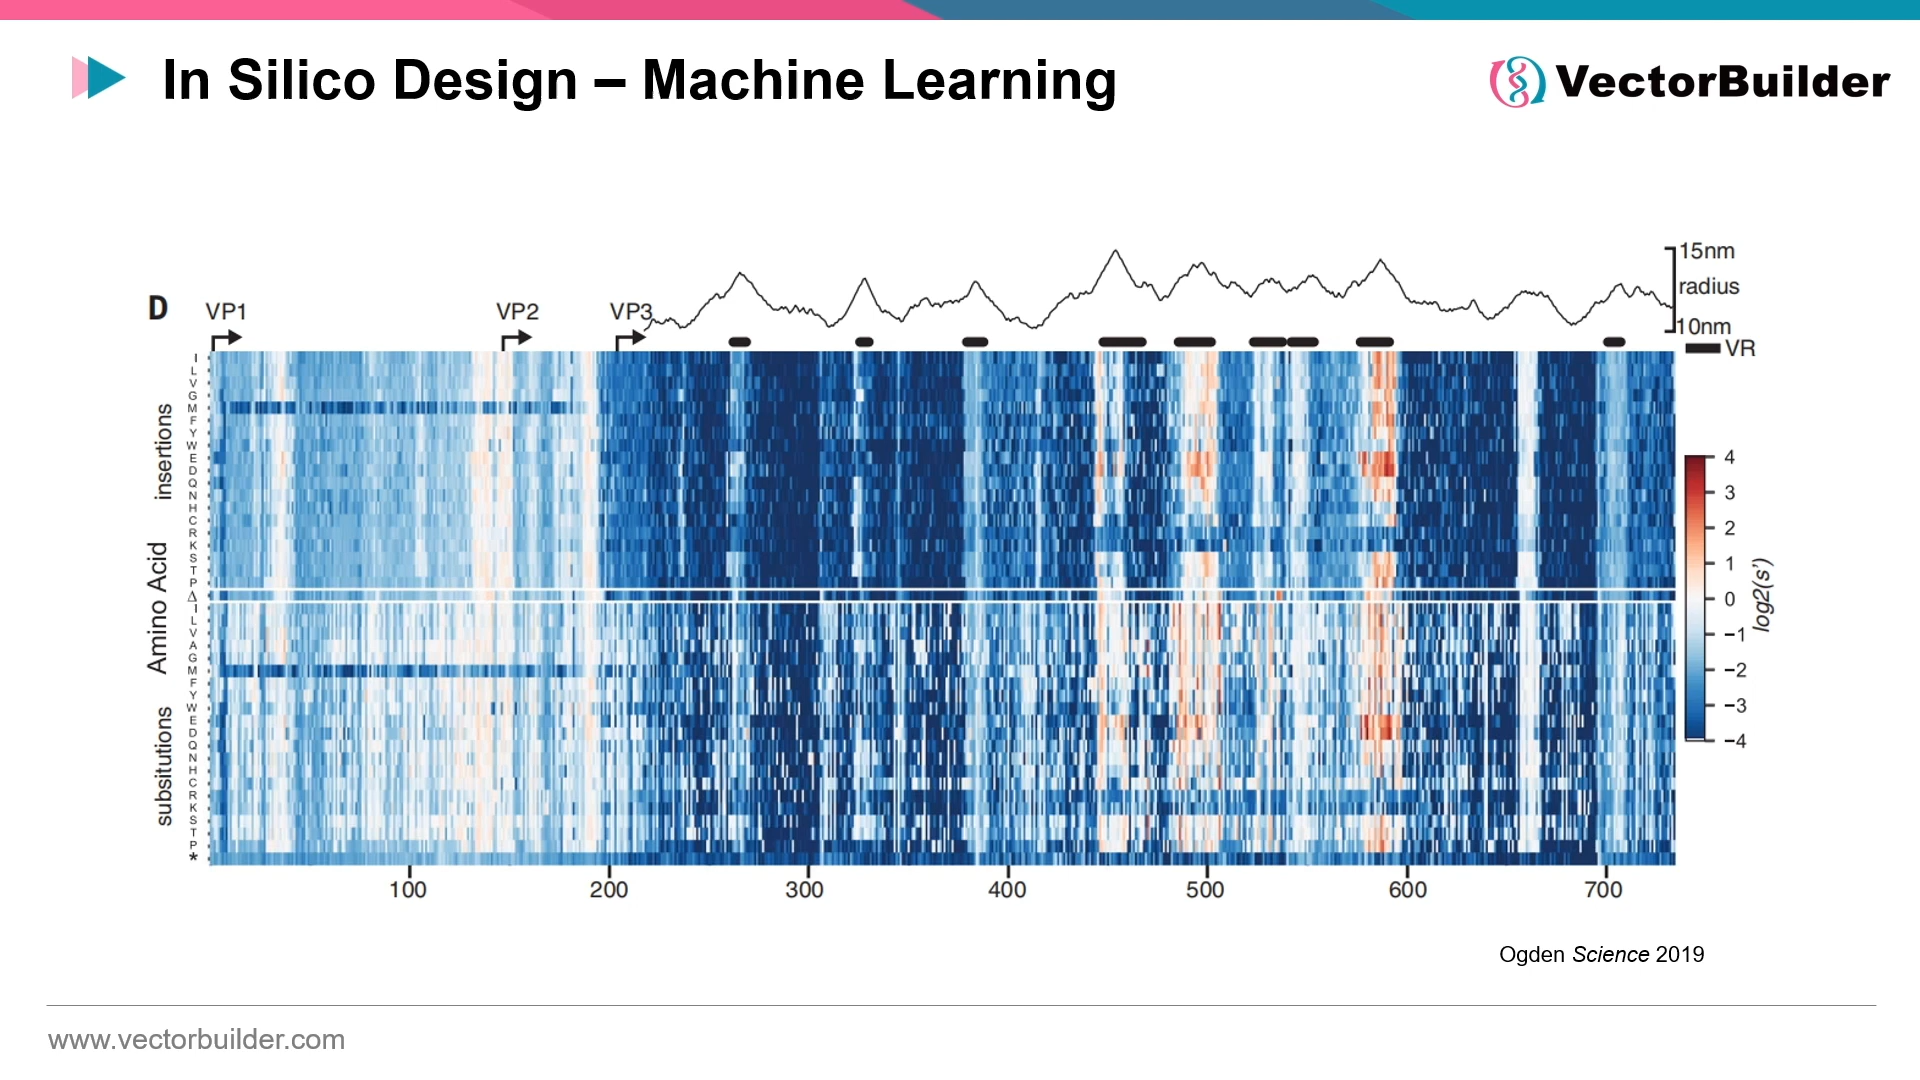 In Silico Design – Machine Learning
VectorBuilder
D
VP1
VP2
VP3
15nm
radius
10nm
VR
insertions
Amino Acid
subsitutions
I
L
V
G
M
F
Y
W
E
D
Q
N
H
C
R
K
S
T
P
Δ
I
L
V
A
G
M
F
Y
W
E
D
Q
N
H
C
R
K
S
T
P
*
100
200
300
400
500
600
700
4
3
2
1
0
−1
−2
−3
−4
log2(s')
Ogden Science 2019
www.vectorbuilder.com